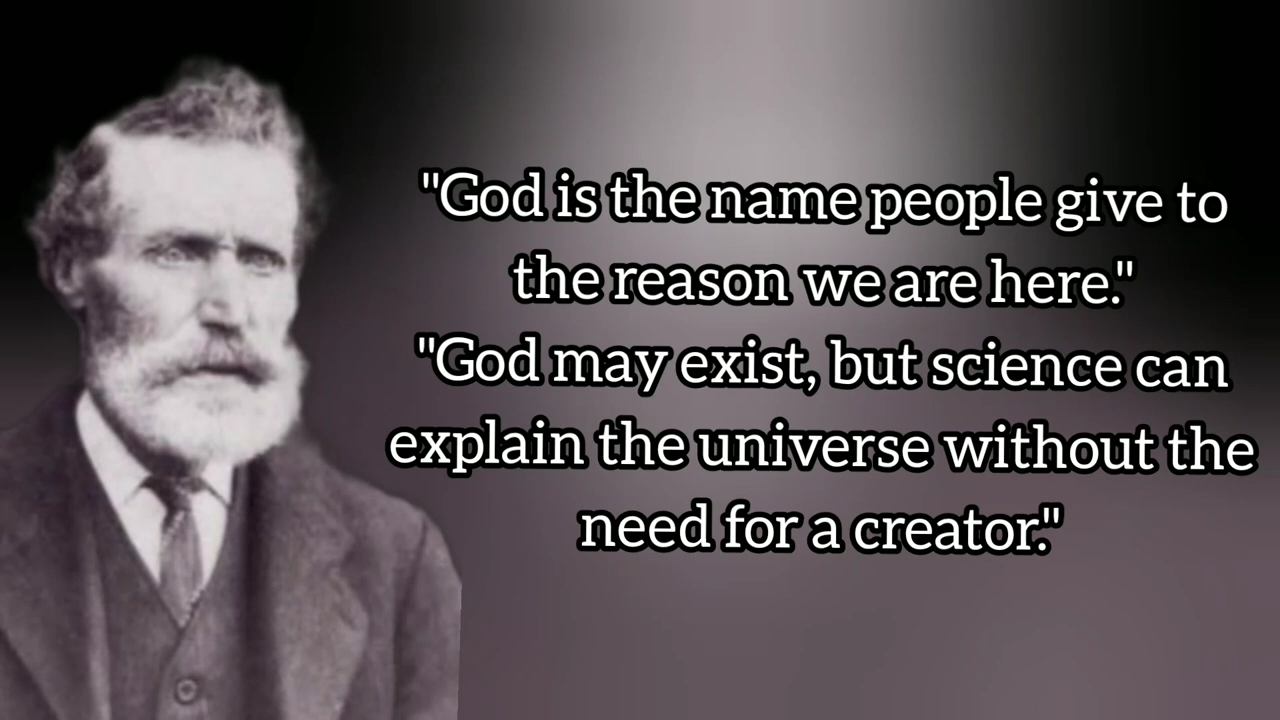 "God is the name people give to
the reason we are here."
"God may exist, but science can
explain the universe without the
need for a creator."